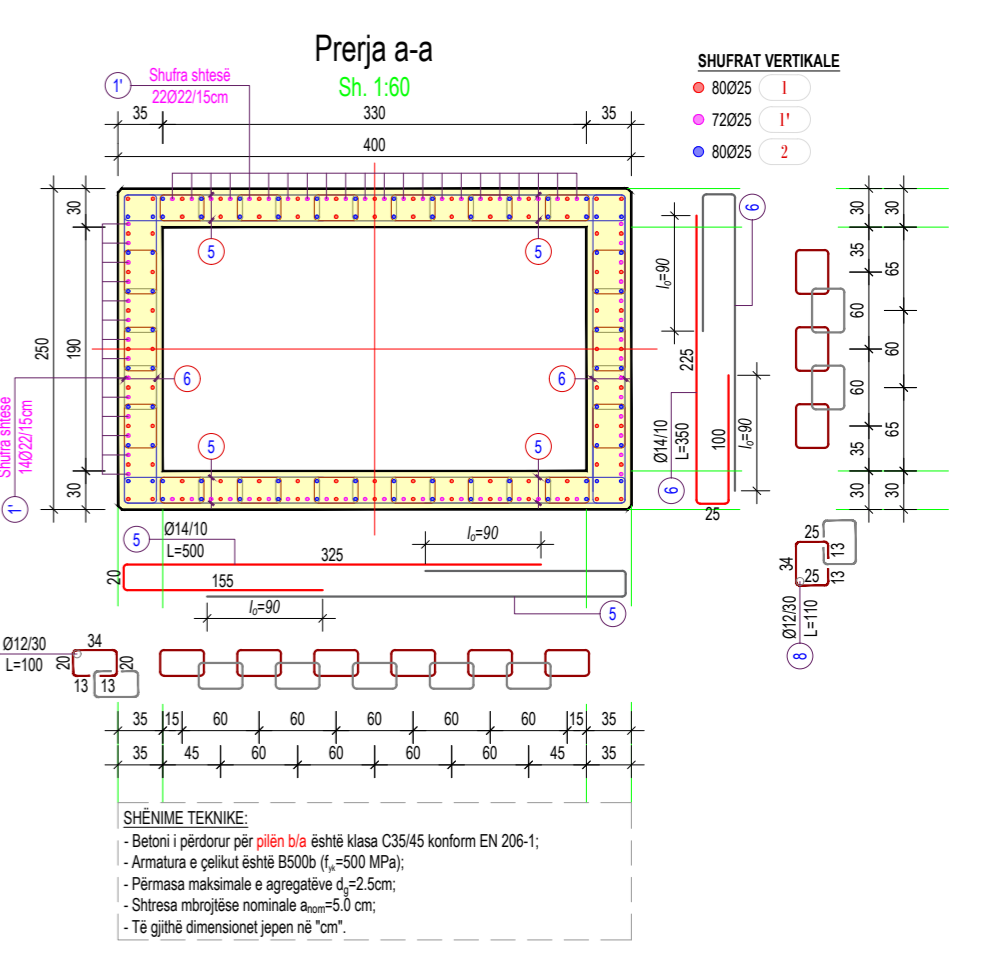 Prerja a-a
Sh. 1:60
SHUFRAT VERTIKALE
80Ø25 1
72Ø25 1'
80Ø25 2
1' Shufra shtesë
22Ø22/15cm
35 330 35
400
30
190
30
250
Shufra shtesë
14Ø22/15cm
1'
5 5
6 6
5 5
6
l₀=90
225
Ø14/10
L=350
100
l₀=90
6
25
30 30
35 65
60
60
60
35 65
30 30
5 Ø14/10
L=500
325
l₀=90
20
155
l₀=90
5
25
34 13
25 13
Ø12/30
L=110
8
Ø12/30
L=100
34
20 20
13 13
35 15 60 60 60 60 60 15 35
35 45 60 60 60 60 45 35
SHËNIME TEKNIKE:
- Betoni i përdorur për pilën b/a është klasa C35/45 konform EN 206-1;
- Armatura e çelikut është B500b (fyk=500 MPa);
- Përmasa maksimale e agregatëve dg=2.5cm;
- Shtresa mbrojtëse nominale anom=5.0 cm;
- Të gjithë dimensionet jepen në "cm".